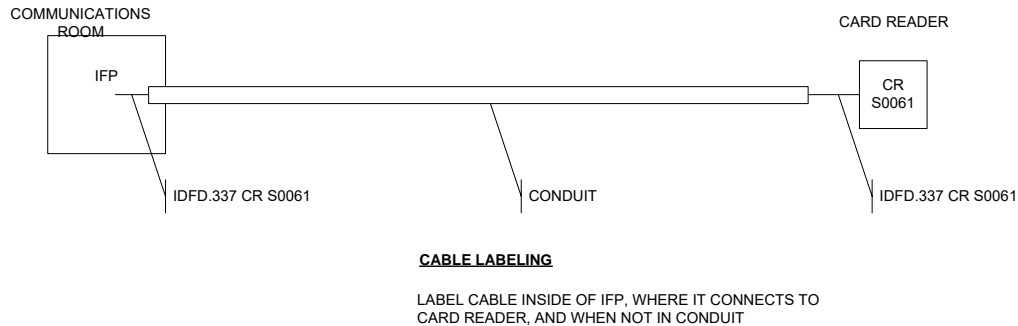 COMMUNICATIONS
ROOM
CARD READER
IFP
CR
S0061
IDFD.337 CR S0061
CONDUIT
IDFD.337 CR S0061
CABLE LABELING
LABEL CABLE INSIDE OF IFP, WHERE IT CONNECTS TO
CARD READER, AND WHEN NOT IN CONDUIT